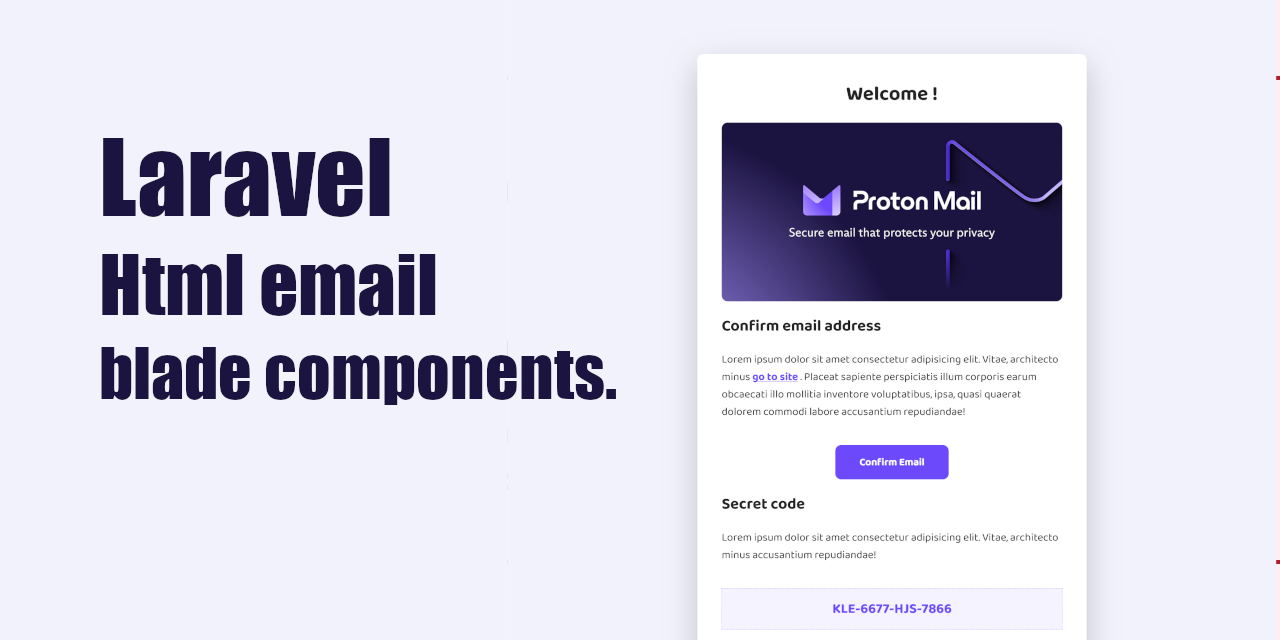 Laravel
Html email
blade components.
Welcome !
Proton Mail
Secure email that protects your privacy
Confirm email address
Lorem ipsum dolor sit amet consectetur adipisicing elit. Vitae, architecto
minus go to site . Placeat sapiente perspiciatis illum corporis earum
obcaecati illo mollitia inventore voluptatibus, ipsa, quasi quaerat
dolorem commodi labore accusantium repudiandae!
Confirm Email
Secret code
Lorem ipsum dolor sit amet consectetur adipisicing elit. Vitae, architecto
minus accusantium repudiandae!
KLE-6677-HJS-7866